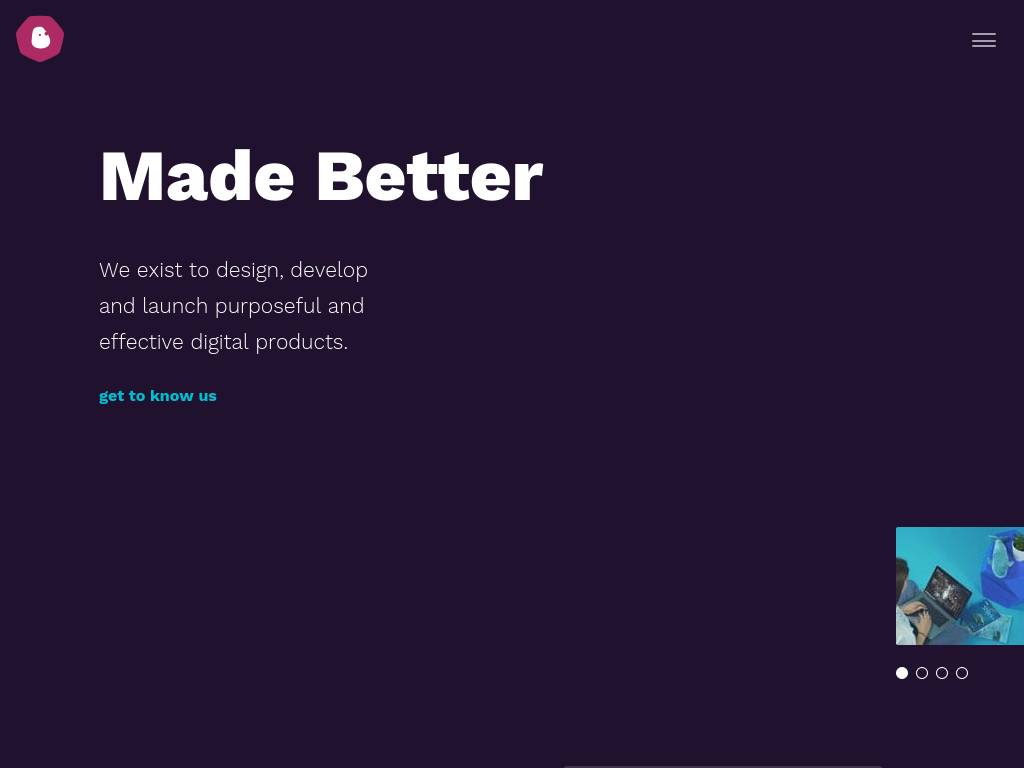 Made Better
We exist to design, develop
and launch purposeful and
effective digital products.
get to know us